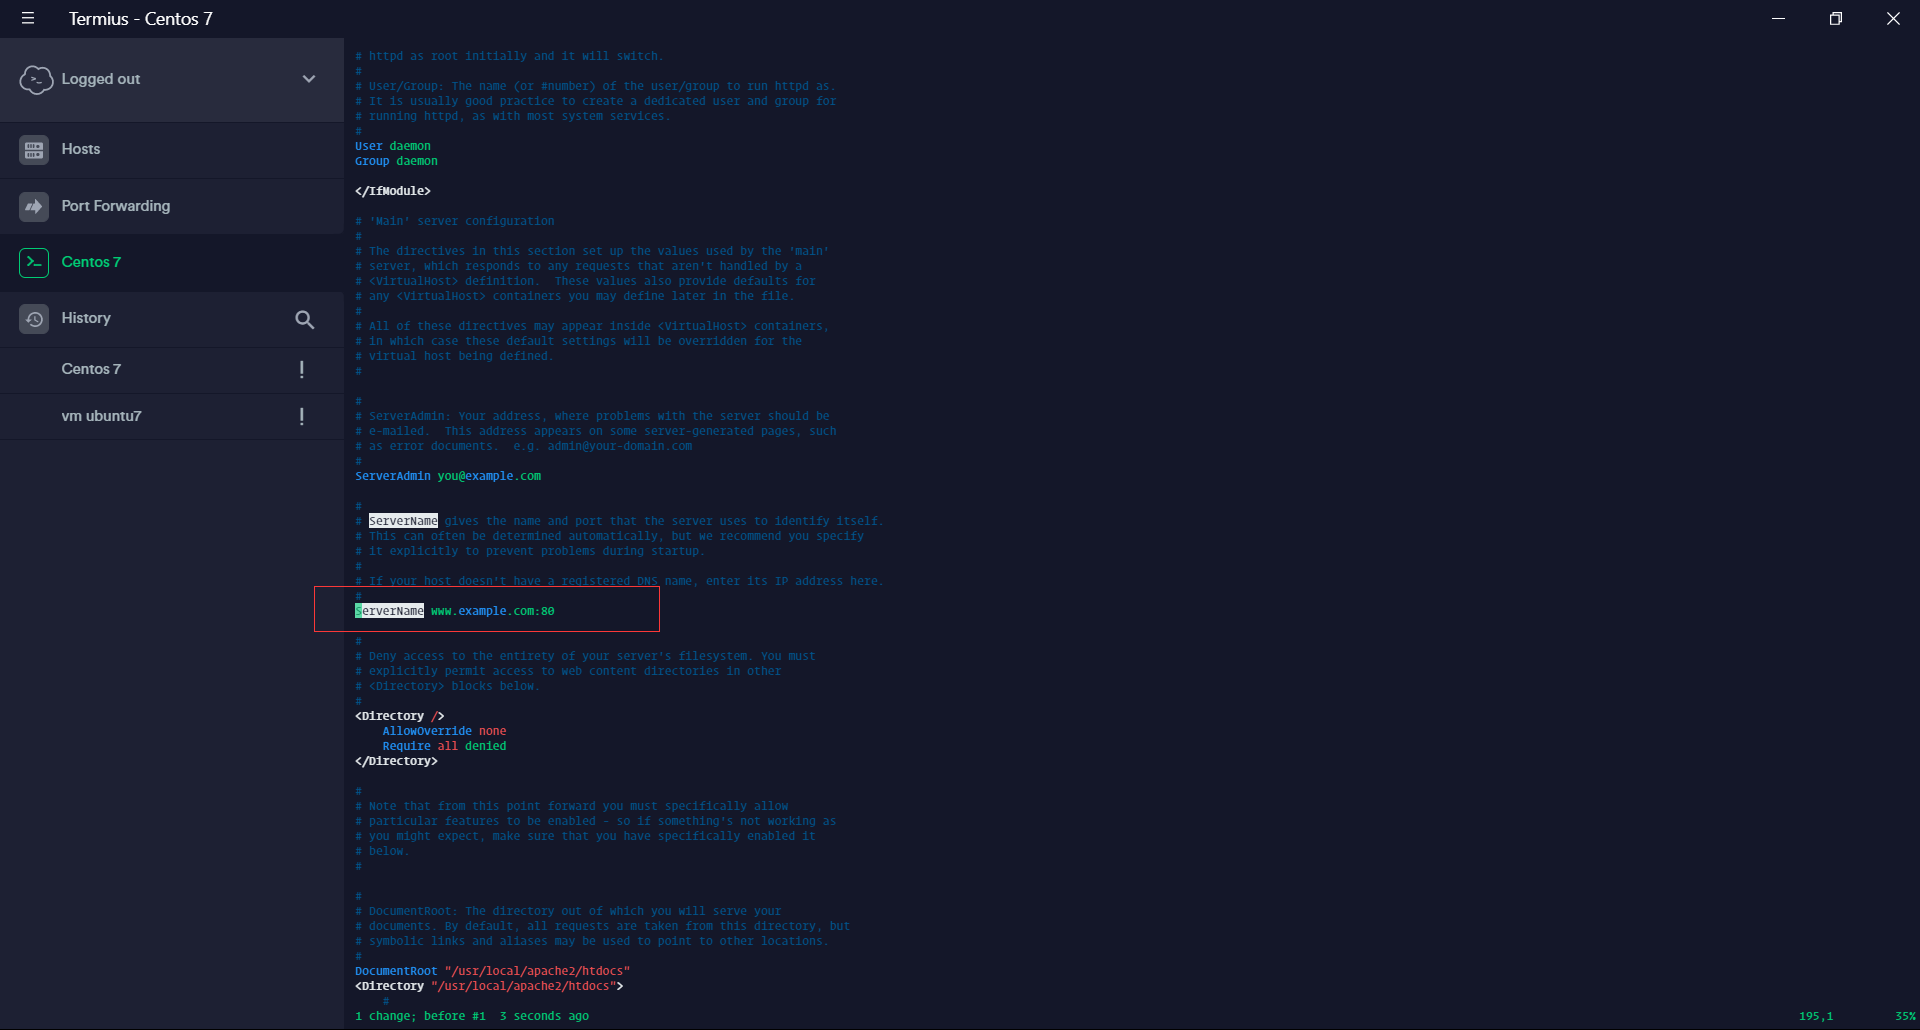 Termius - Centos 7
Logged out
Hosts
Port Forwarding
Centos 7
History
Centos 7
vm ubuntu7
# httpd as root initially and it will switch.
#
# User/Group: The name (or #number) of the user/group to run httpd as.
# It is usually good practice to create a dedicated user and group for
# running httpd, as with most system services.
#
User daemon
Group daemon
</IfModule>
# 'Main' server configuration
#
# The directives in this section set up the values used by the 'main'
# server, which responds to any requests that aren't handled by a
# <VirtualHost> definition.  These values also provide defaults for
# any <VirtualHost> containers you may define later in the file.
#
# All of these directives may appear inside <VirtualHost> containers,
# in which case these default settings will be overridden for the
# virtual host being defined.
#
#
# ServerAdmin: Your address, where problems with the server should be
# e-mailed.  This address appears on some server-generated pages, such
# as error documents.  e.g. admin@your-domain.com
#
ServerAdmin you@example.com
#
# ServerName gives the name and port that the server uses to identify itself.
# This can often be determined automatically, but we recommend you specify
# it explicitly to prevent problems during startup.
#
# If your host doesn't have a registered DNS name, enter its IP address here.
#
ServerName www.example.com:80
#
# Deny access to the entirety of your server's filesystem. You must
# explicitly permit access to web content directories in other
# <Directory> blocks below.
#
<Directory />
    AllowOverride none
    Require all denied
</Directory>
#
# Note that from this point forward you must specifically allow
# particular features to be enabled - so if something's not working as
# you might expect, make sure that you have specifically enabled it
# below.
#
#
# DocumentRoot: The directory out of which you will serve your
# documents. By default, all requests are taken from this directory, but
# symbolic links and aliases may be used to point to other locations.
#
DocumentRoot "/usr/local/apache2/htdocs"
<Directory "/usr/local/apache2/htdocs">
    #
1 change; before #1  3 seconds ago 195,1 35%